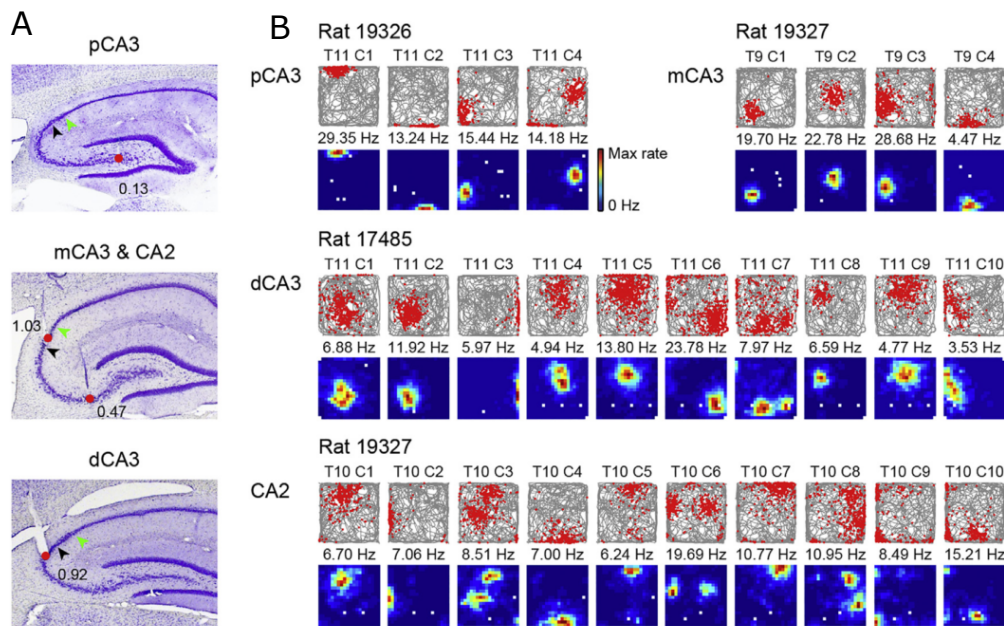 A
pCA3
0.13
mCA3 & CA2
1.03
0.47
dCA3
0.92
B
Rat 19326
pCA3
T11 C1 T11 C2 T11 C3 T11 C4
29.35 Hz 13.24 Hz 15.44 Hz 14.18 Hz
Max rate
0 Hz
Rat 19327
mCA3
T9 C1 T9 C2 T9 C3 T9 C4
19.70 Hz 22.78 Hz 28.68 Hz 4.47 Hz
Rat 17485
dCA3
T11 C1 T11 C2 T11 C3 T11 C4 T11 C5 T11 C6 T11 C7 T11 C8 T11 C9 T11 C10
6.88 Hz 11.92 Hz 5.97 Hz 4.94 Hz 13.80 Hz 23.78 Hz 7.97 Hz 6.59 Hz 4.77 Hz 3.53 Hz
Rat 19327
CA2
T10 C1 T10 C2 T10 C3 T10 C4 T10 C5 T10 C6 T10 C7 T10 C8 T10 C9 T10 C10
6.70 Hz 7.06 Hz 8.51 Hz 7.00 Hz 6.24 Hz 19.69 Hz 10.77 Hz 10.95 Hz 8.49 Hz 15.21 Hz